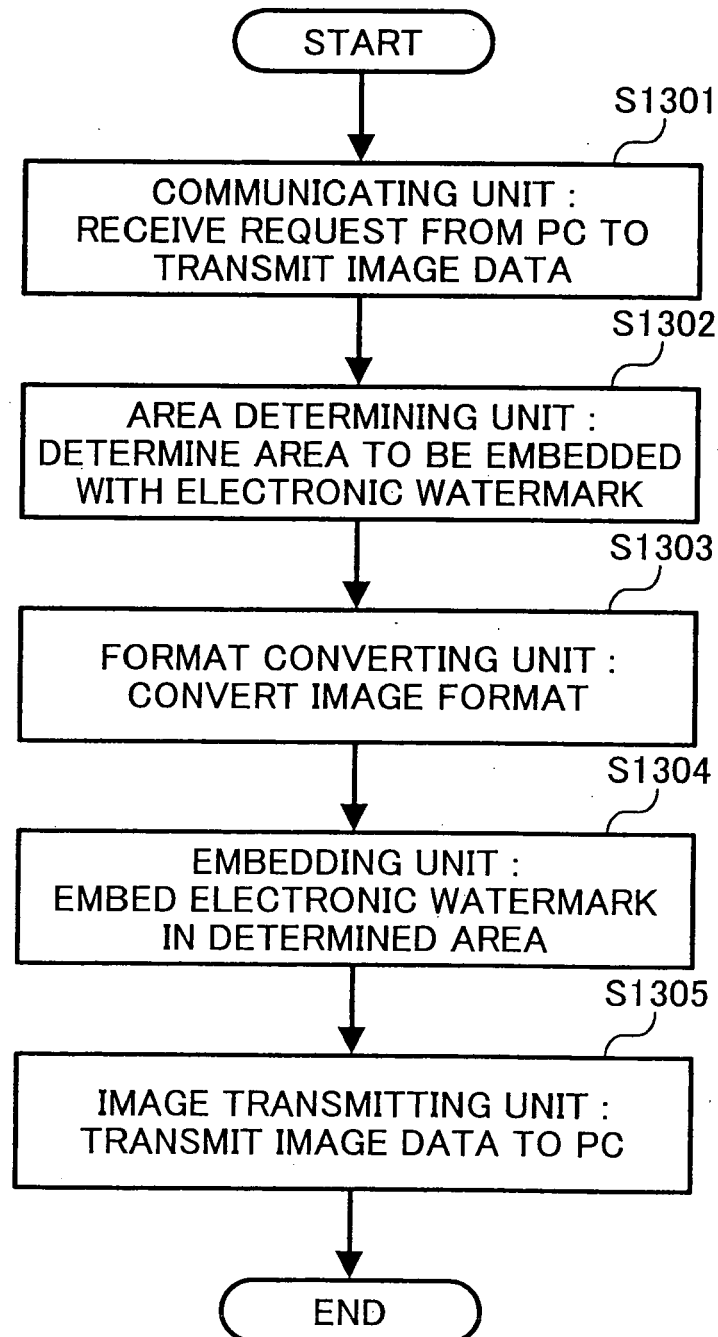 START
S1301
COMMUNICATING UNIT :
RECEIVE REQUEST FROM PC TO
TRANSMIT IMAGE DATA
S1302
AREA DETERMINING UNIT :
DETERMINE AREA TO BE EMBEDDED
WITH ELECTRONIC WATERMARK
S1303
FORMAT CONVERTING UNIT :
CONVERT IMAGE FORMAT
S1304
EMBEDDING UNIT :
EMBED ELECTRONIC WATERMARK
IN DETERMINED AREA
S1305
IMAGE TRANSMITTING UNIT :
TRANSMIT IMAGE DATA TO PC
END